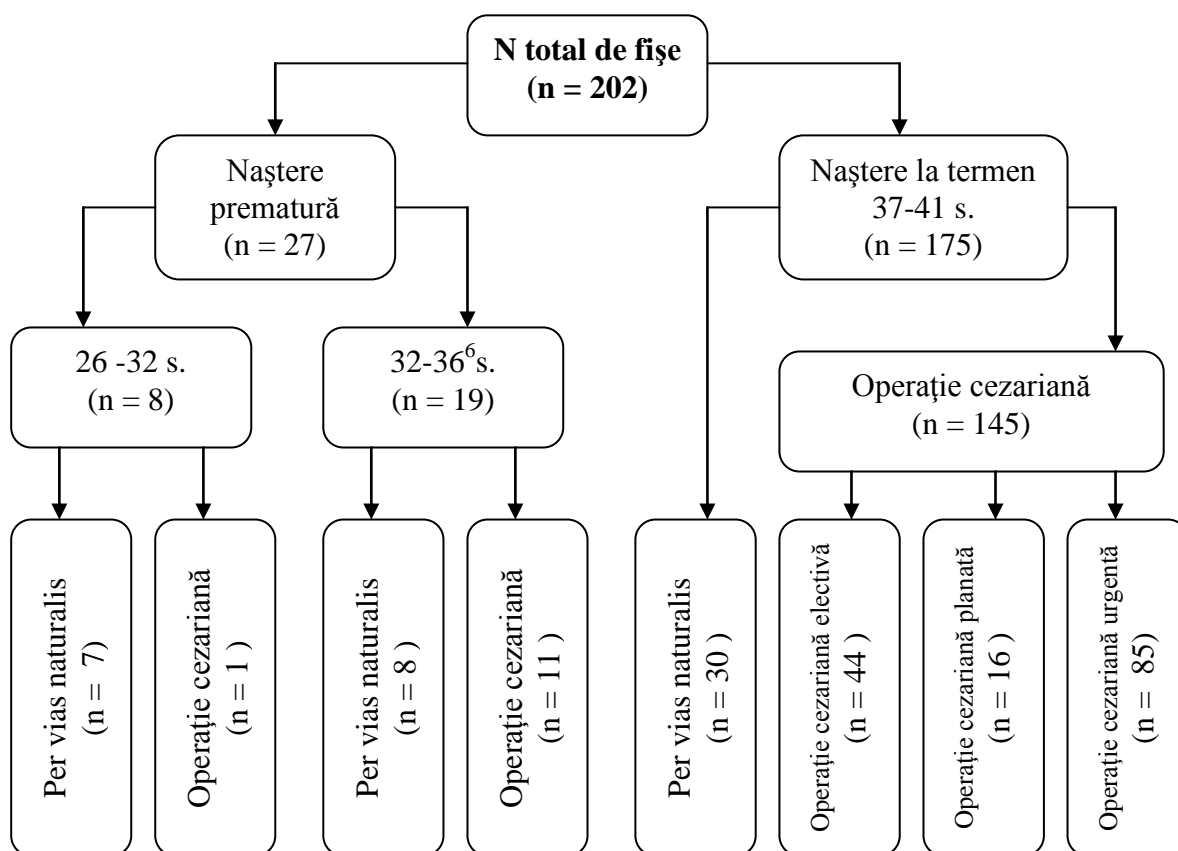 N total de fişe
(n = 202)
Naştere
prematură
(n = 27)
Naştere la termen
37-41 s.
(n = 175)
26 -32 s.
(n = 8)
32-36⁶s.
(n = 19)
Operaţie cezariană
(n = 145)
Per vias naturalis
(n = 7)
Operaţie cezariană
(n = 1 )
Per vias naturalis
(n = 8 )
Operaţie cezariană
(n = 11 )
Per vias naturalis
(n = 30 )
Operaţie cezariană electivă
(n = 44 )
Operaţie cezariană planată
(n = 16 )
Operaţie cezariană urgentă
(n = 85)